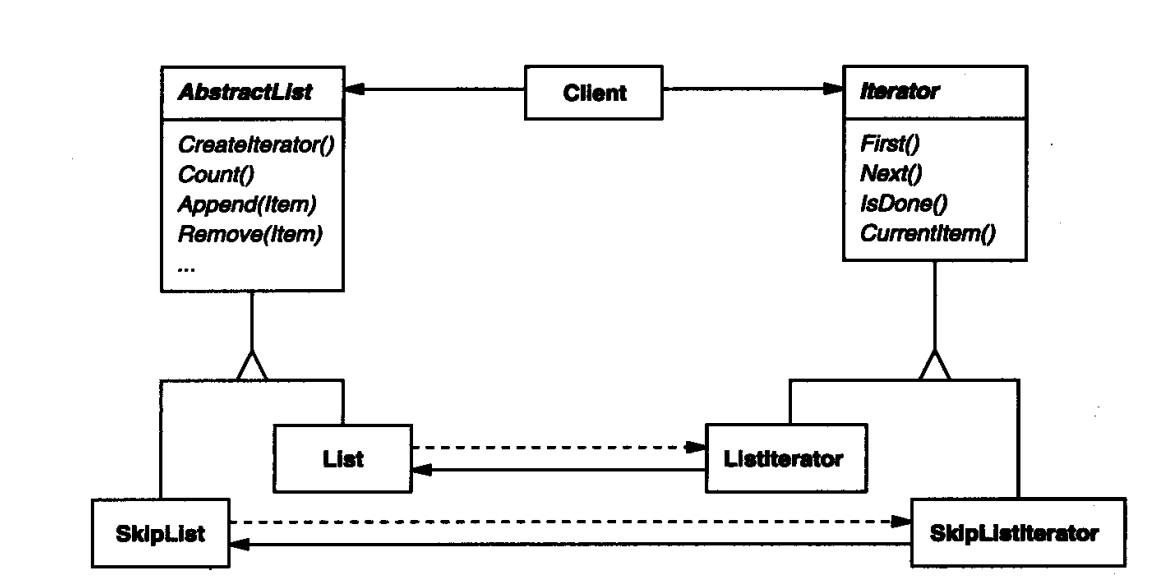 AbstractList
CreateIterator()
Count()
Append(Item)
Remove(Item)
...
Client
Iterator
First()
Next()
IsDone()
CurrentItem()
List
ListIterator
SkipList
SkipListIterator